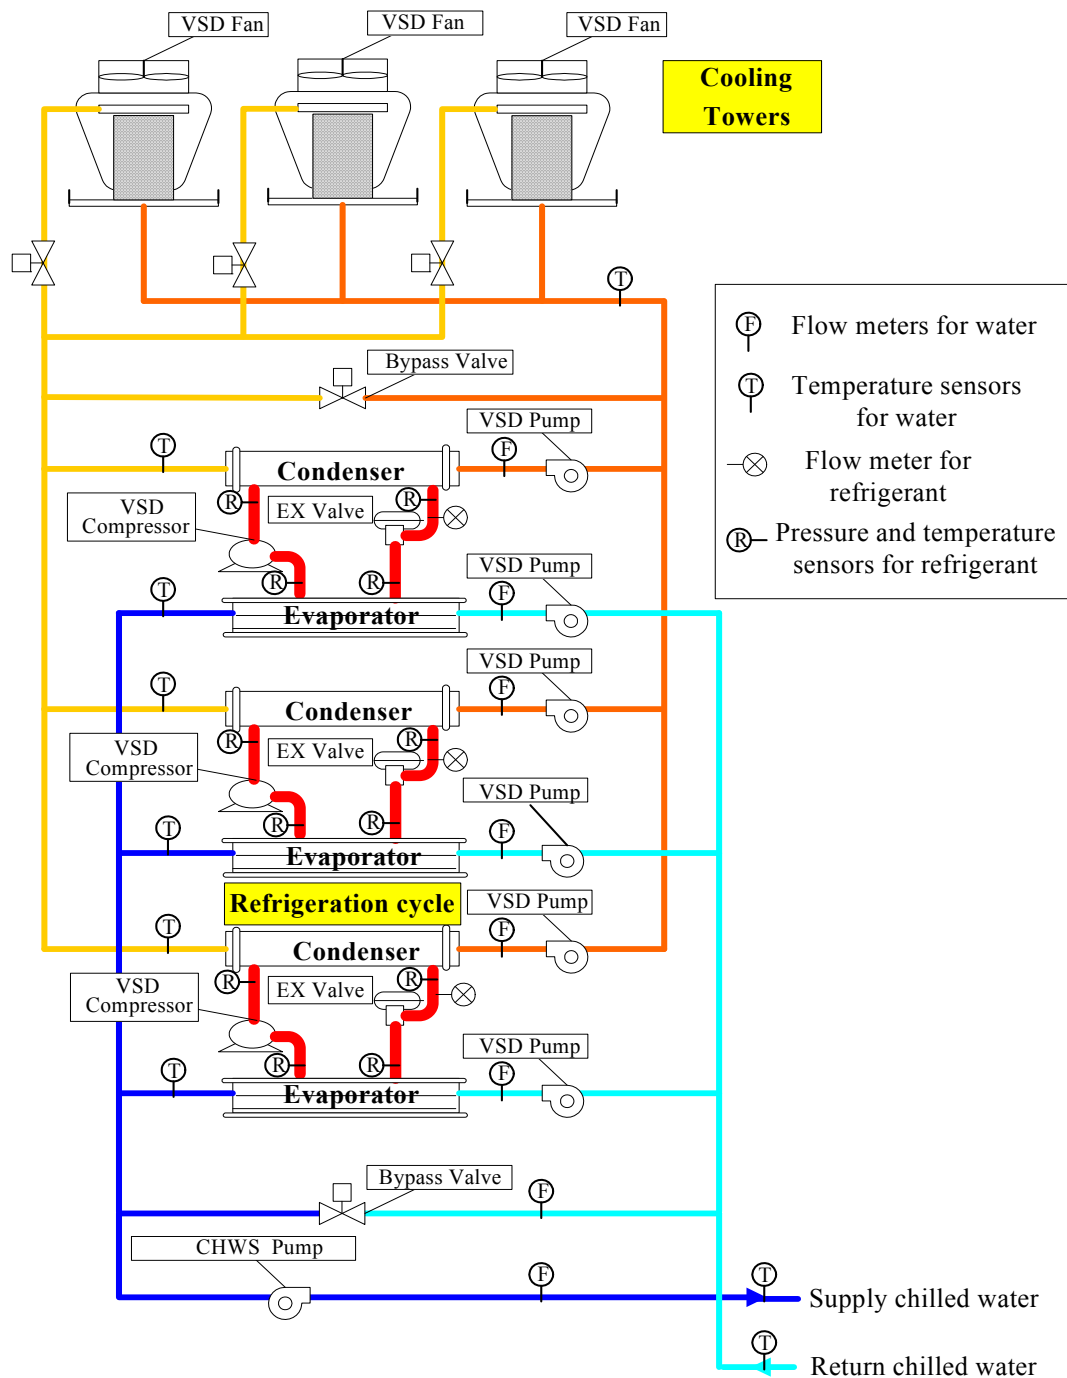 VSD Fan
VSD Fan
VSD Fan
Cooling
Towers
T
F
Flow meters for water
T
Temperature sensors
for water
Flow meter for
refrigerant
R
Pressure and temperature
sensors for refrigerant
Bypass Valve
VSD Pump
T
F
Condenser
VSD
Compressor
R
EX Valve
R
R
R
VSD Pump
T
F
Evaporator
VSD Pump
T
F
Condenser
VSD
Compressor
R
EX Valve
R
R
R
VSD Pump
T
F
Evaporator
Refrigeration cycle
VSD Pump
T
F
Condenser
VSD
Compressor
R
EX Valve
R
R
R
VSD Pump
T
F
Evaporator
Bypass Valve
F
CHWS Pump
F
T
Supply chilled water
T
Return chilled water